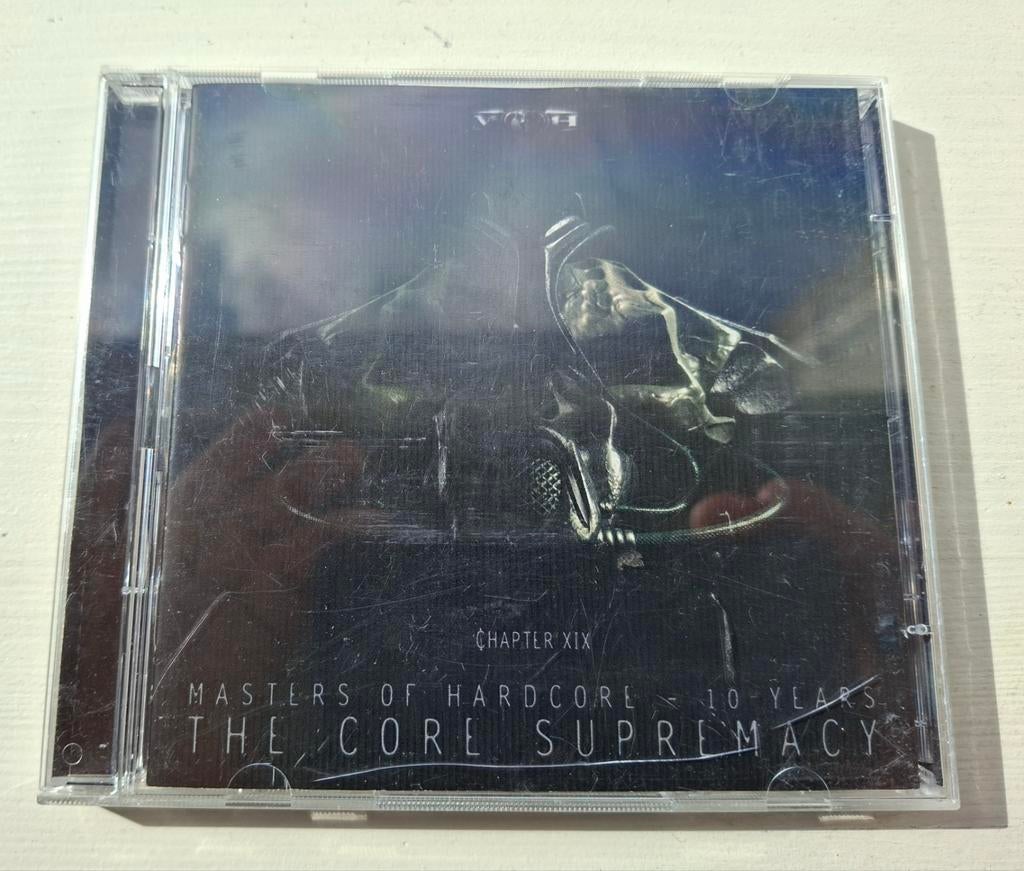 CHAPTER XIX
MASTERS OF HARDCORE - 10 YEARS
THE CORE SUPREMACY